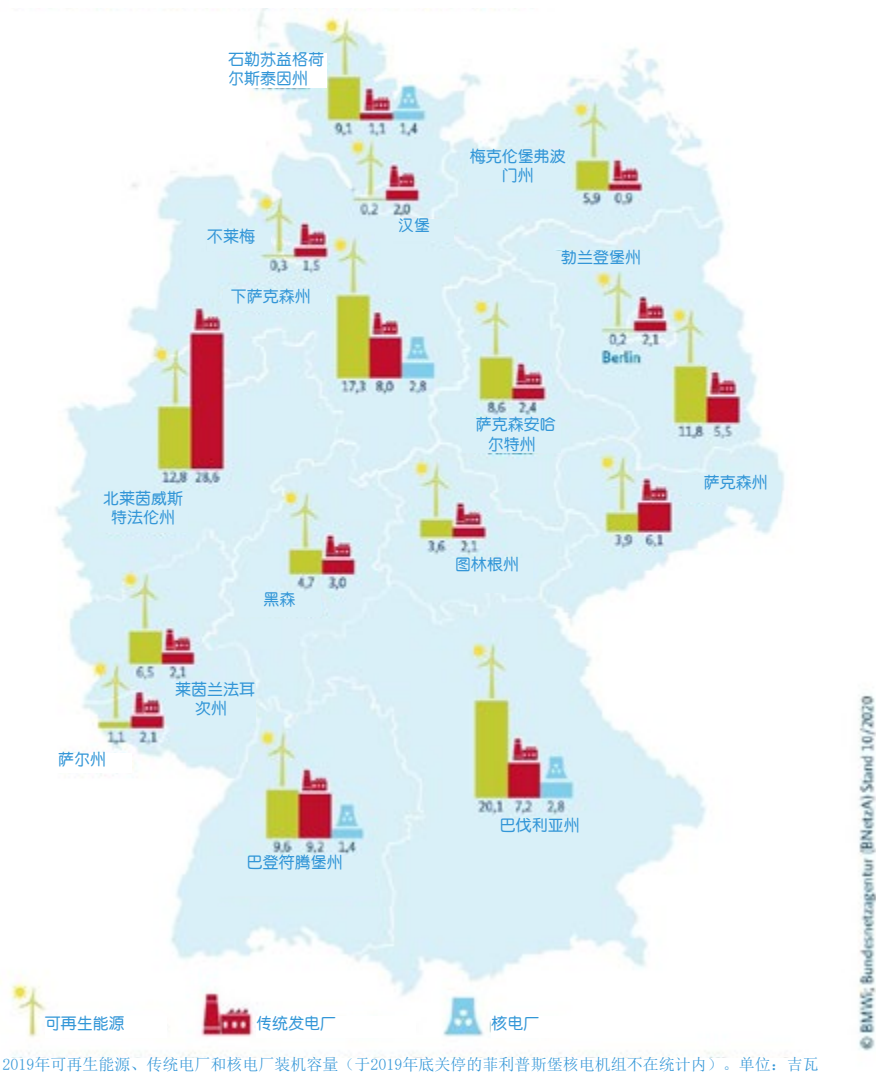 石勒苏益格荷
尔斯泰因州
9,1 1,1 1,4
梅克伦堡弗波
门州
5,9 0,9
0,2 2,0
汉堡
不莱梅
0,3 1,5
勃兰登堡州
下萨克森州
17,3 8,0 2,8
0,2 2,1
Berlin
8,6 2,4
萨克森安哈
尔特州
11,8 5,5
12,8 28,6
北莱茵威斯
特法伦州
萨克森州
3,9 6,1
3,6 2,1
图林根州
4,7 3,0
黑森
6,5 2,1
莱茵兰法耳
次州
1,1 2,1
萨尔州
20,1 7,2 2,8
巴伐利亚州
9,6 9,2 1,4
巴登符腾堡州
可再生能源 传统发电厂 核电厂
2019年可再生能源、传统电厂和核电厂装机容量（于2019年底关停的菲利普斯堡核电机组不在统计内）。单位：吉瓦
© BMWi; Bundesnetzagentur (BNetzA) Stand 10/2020